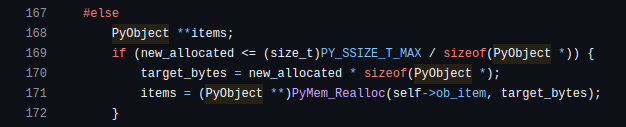 167 #else
168 PyObject **items;
169 if (new_allocated <= (size_t)PY_SSIZE_T_MAX / sizeof(PyObject *)) {
170 target_bytes = new_allocated * sizeof(PyObject *);
171 items = (PyObject **)PyMem_Realloc(self->ob_item, target_bytes);
172 }